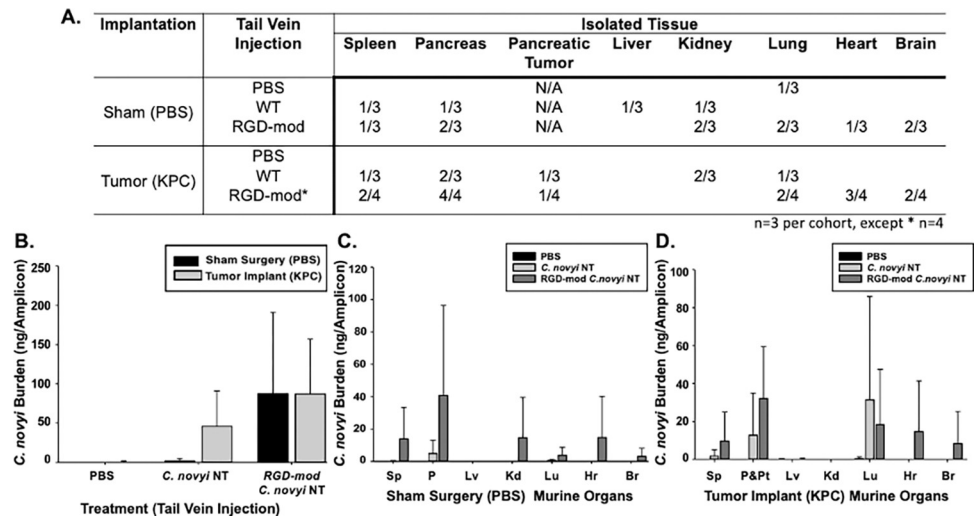 A.
Implantation Tail Vein Injection Isolated Tissue
Spleen Pancreas Pancreatic Tumor Liver Kidney Lung Heart Brain
Sham (PBS)
PBS N/A 1/3
WT 1/3 1/3 N/A 1/3 1/3
RGD-mod 1/3 2/3 N/A 2/3 2/3 1/3 2/3
Tumor (KPC)
PBS
WT 1/3 2/3 1/3 2/3 1/3
RGD-mod* 2/4 4/4 1/4 2/4 3/4 2/4
n=3 per cohort, except * n=4
B.
Sham Surgery (PBS)
Tumor Implant (KPC)
C. novyi Burden (ng/Amplicon)
250
200
150
100
50
0
PBS C. novyi NT RGD-mod C. novyi NT
Treatment (Tail Vein Injection)
C.
PBS
C. novyi NT
RGD-mod C.novyi NT
C. novyi Burden (ng/Amplicon)
120
100
80
60
40
20
0
Sp P Lv Kd Lu Hr Br
Sham Surgery (PBS) Murine Organs
D.
PBS
C. novyi NT
RGD-mod C.novyi NT
C. novyi Burden (ng/Amplicon)
100
80
60
40
20
0
Sp P&Pt Lv Kd Lu Hr Br
Tumor Implant (KPC) Murine Organs